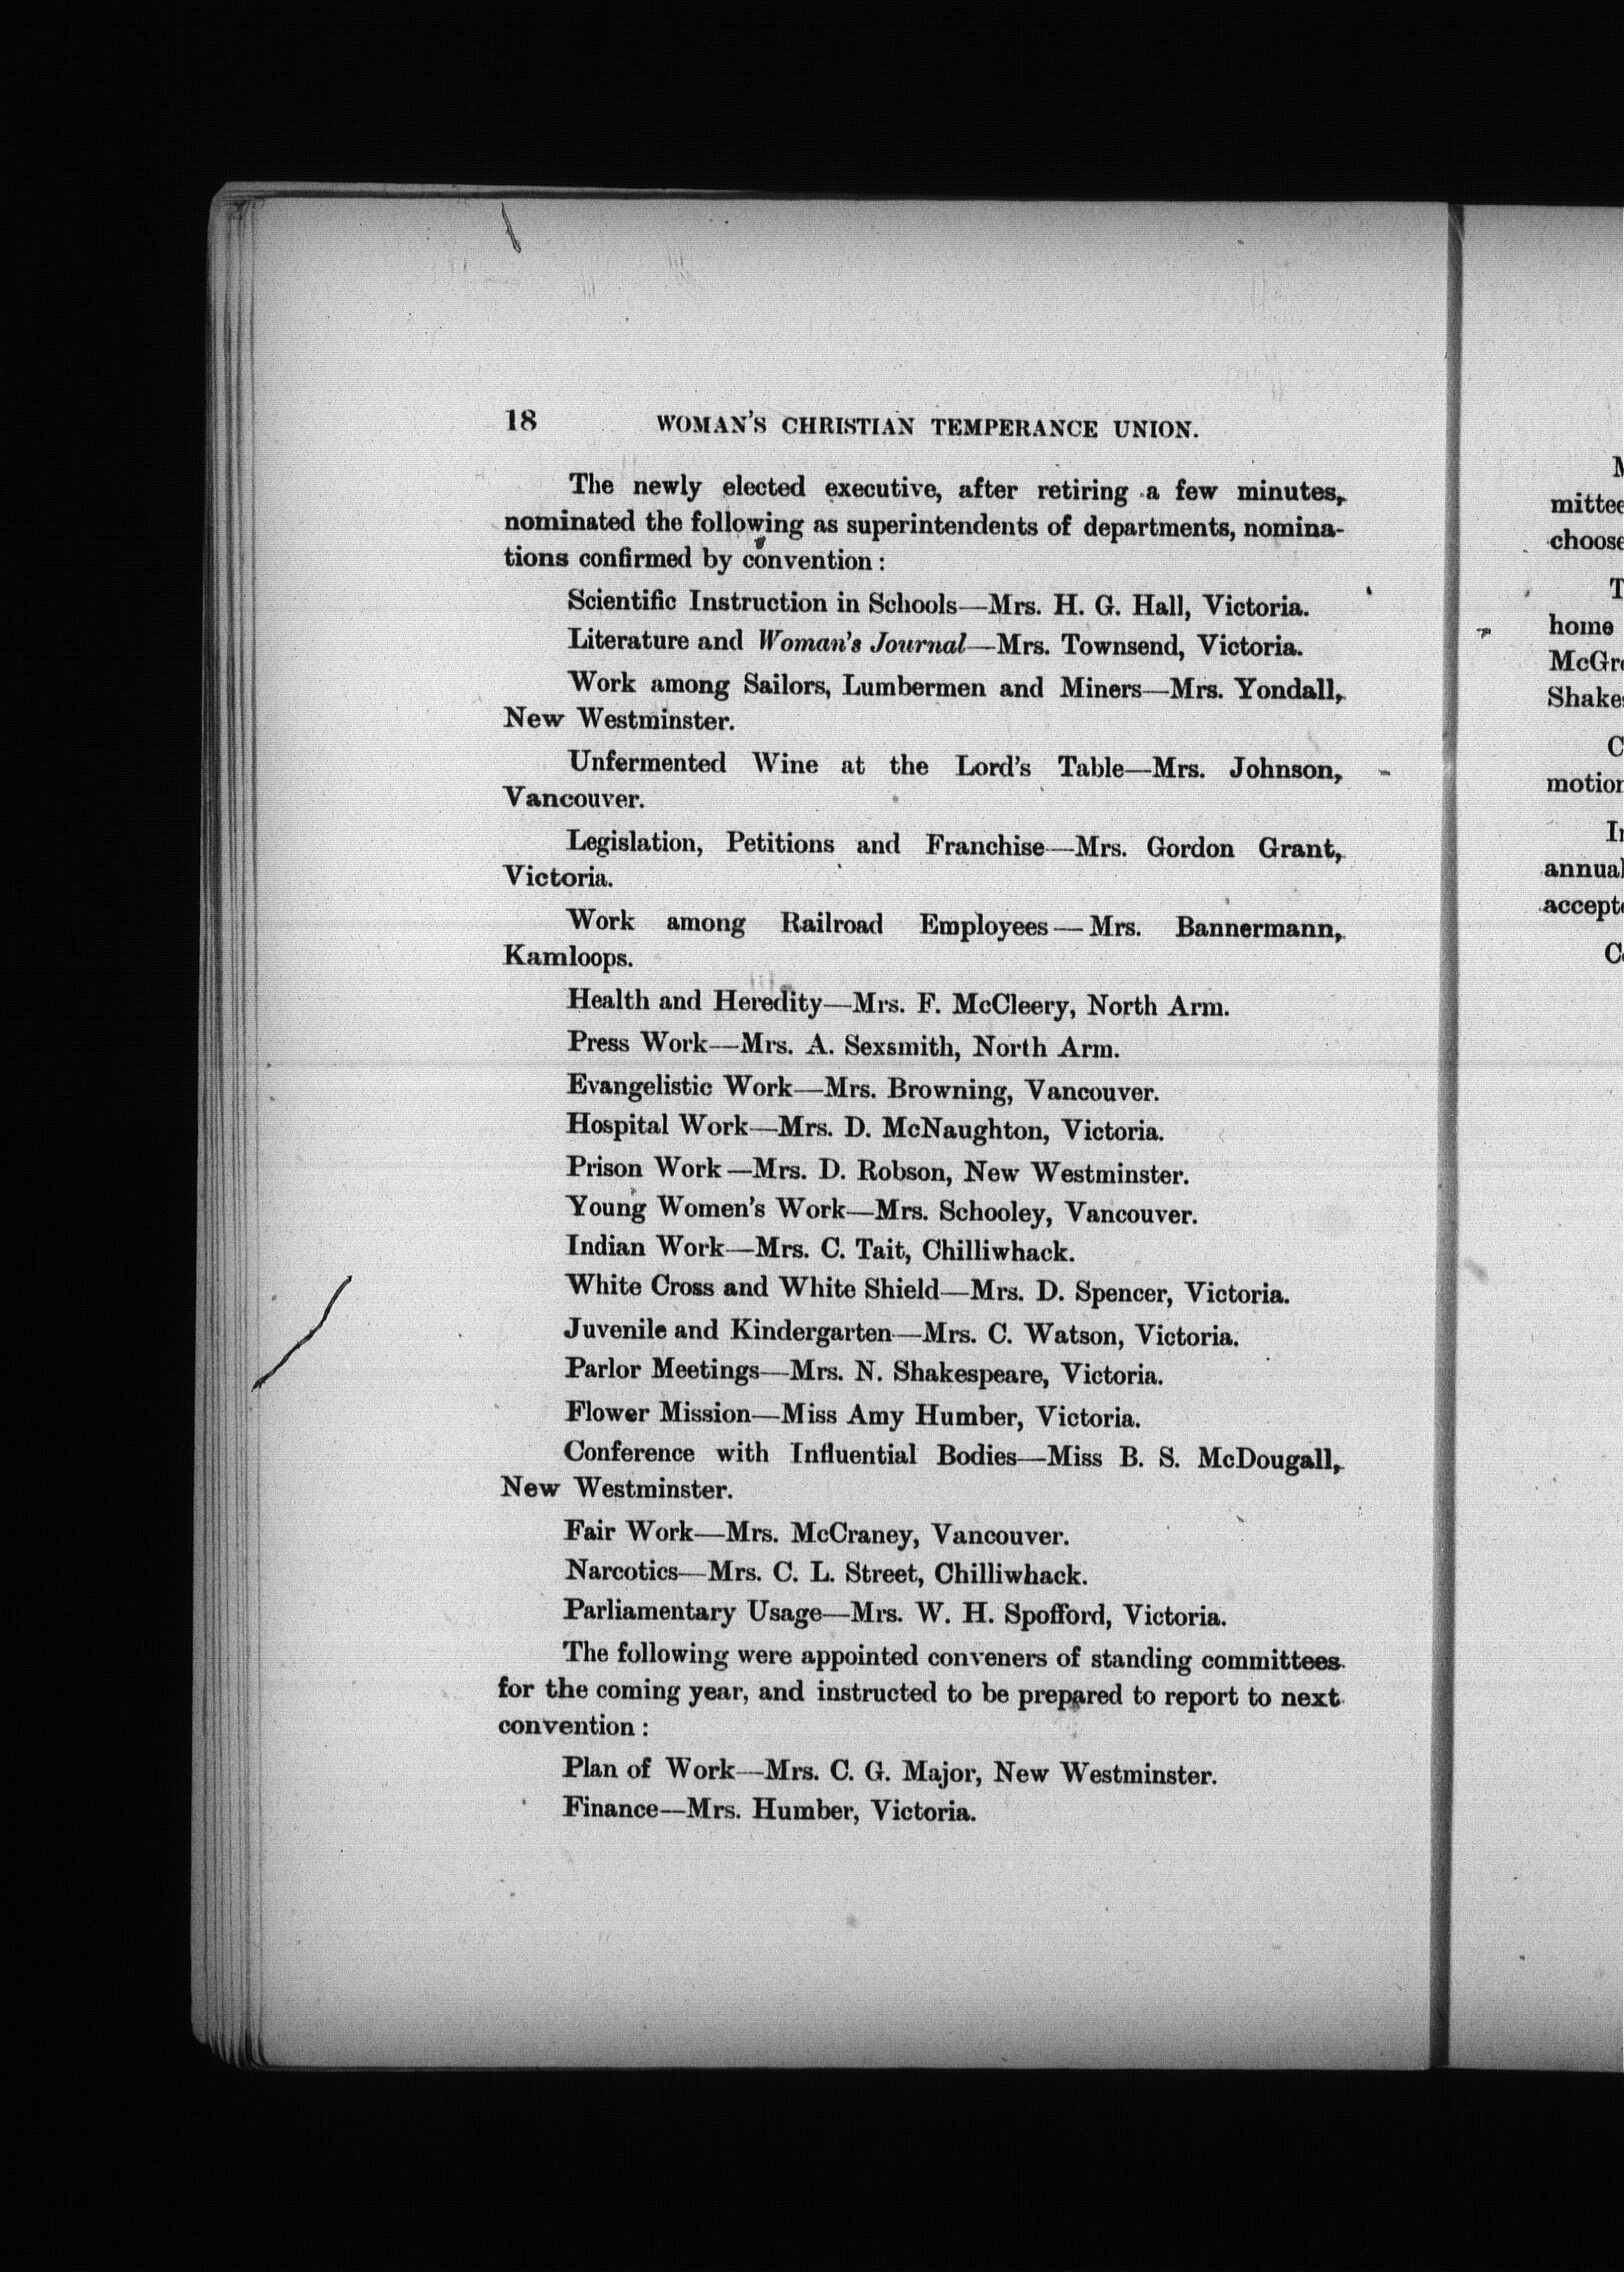 18 WOMAN'S CHRISTIAN TEMPERANCE UNION.
The newly elected executive, after retiring a few minutes,
nominated the following as superintendents of departments, nomina-
tions confirmed by convention:
Scientific Instruction in Schools—Mrs. H. G. Hall, Victoria.
Literature and Woman's Journal—Mrs. Townsend, Victoria.
Work among Sailors, Lumbermen and Miners—Mrs. Yondall,
New Westminster.
Unfermented Wine at the Lord's Table—Mrs. Johnson,
Vancouver.
Legislation, Petitions and Franchise—Mrs. Gordon Grant,
Victoria.
Work among Railroad Employees—Mrs. Bannermann,
Kamloops.
Health and Heredity—Mrs. F. McCleery, North Arm.
Press Work—Mrs. A. Sexsmith, North Arm.
Evangelistic Work—Mrs. Browning, Vancouver.
Hospital Work—Mrs. D. McNaughton, Victoria.
Prison Work—Mrs. D. Robson, New Westminster.
Young Women's Work—Mrs. Schooley, Vancouver.
Indian Work—Mrs. C. Tait, Chilliwhack.
White Cross and White Shield—Mrs. D. Spencer, Victoria.
Juvenile and Kindergarten—Mrs. C. Watson, Victoria.
Parlor Meetings—Mrs. N. Shakespeare, Victoria.
Flower Mission—Miss Amy Humber, Victoria.
Conference with Influential Bodies—Miss B. S. McDougall,
New Westminster.
Fair Work—Mrs. McCraney, Vancouver.
Narcotics—Mrs. C. L. Street, Chilliwhack.
Parliamentary Usage—Mrs. W. H. Spofford, Victoria.
The following were appointed conveners of standing committees
for the coming year, and instructed to be prepared to report to next
convention:
Plan of Work—Mrs. C. G. Major, New Westminster.
Finance—Mrs. Humber, Victoria.
mittee
choose
home
McGre
Shakes
motion
annual
accepte